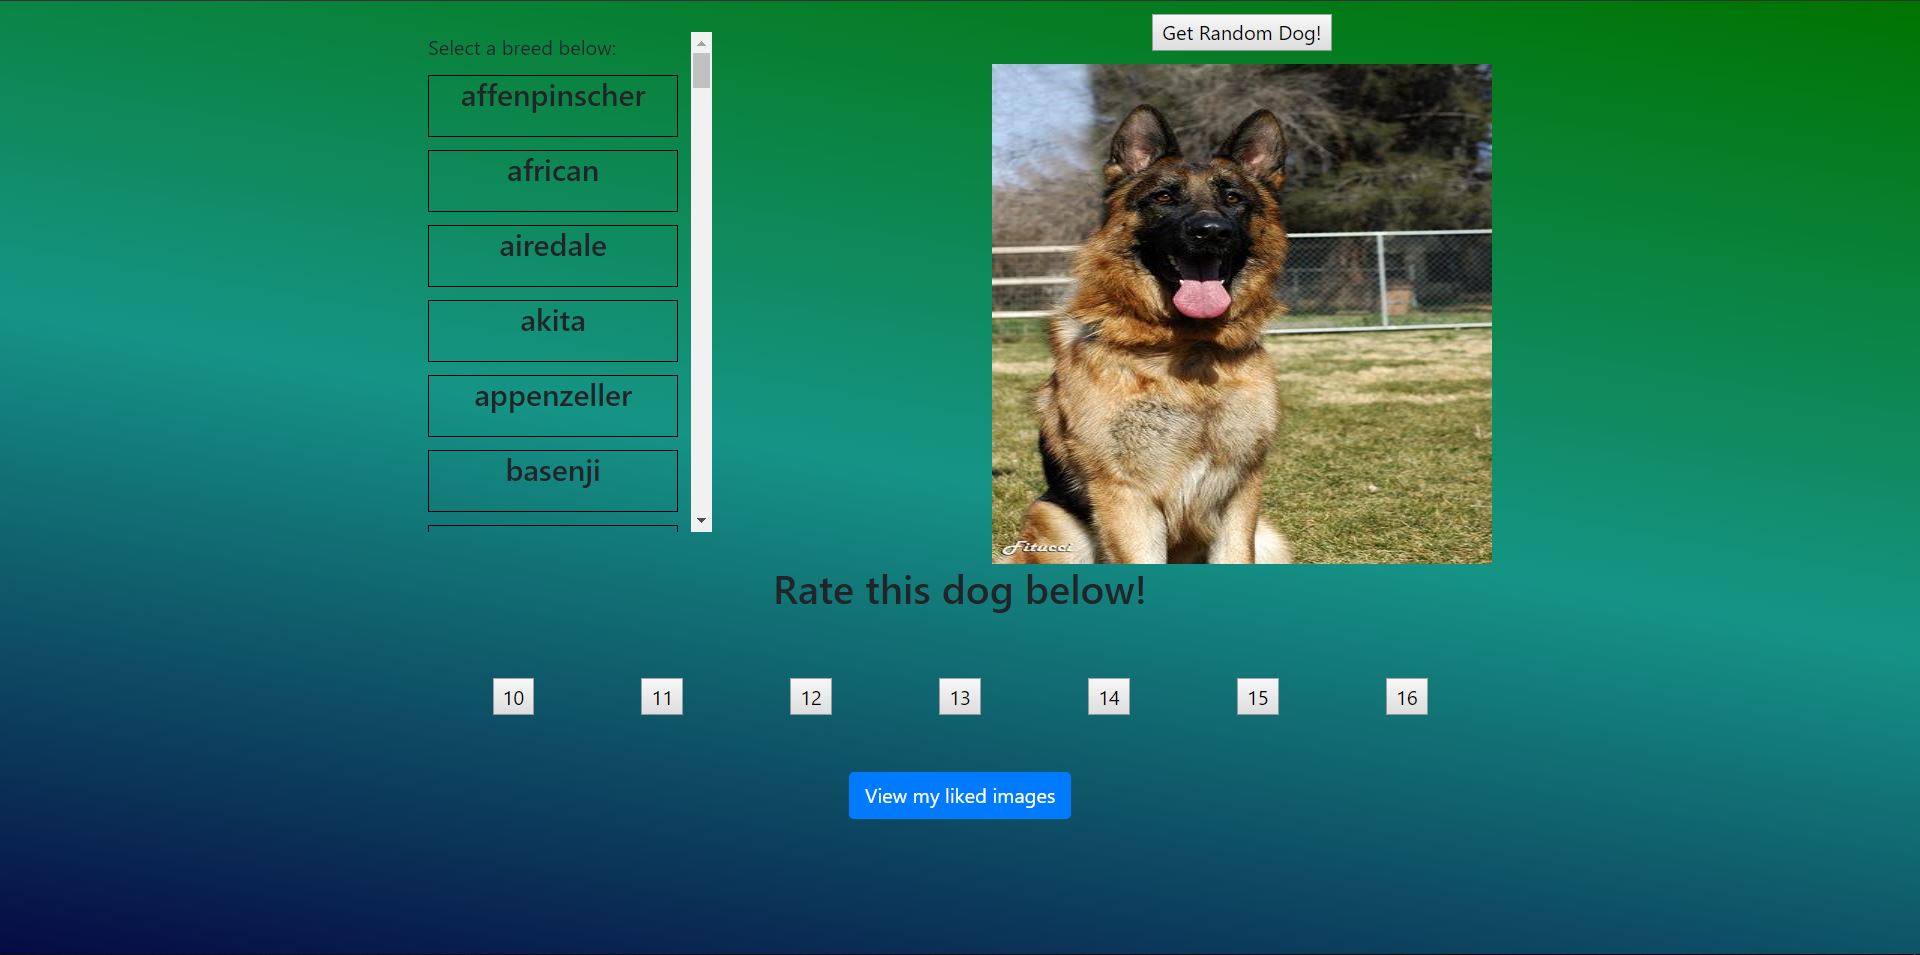 Select a breed below:
affenpinscher
african
airedale
akita
appenzeller
basenji
Get Random Dog!
Fitucci
Rate this dog below!
10 11 12 13 14 15 16
View my liked images